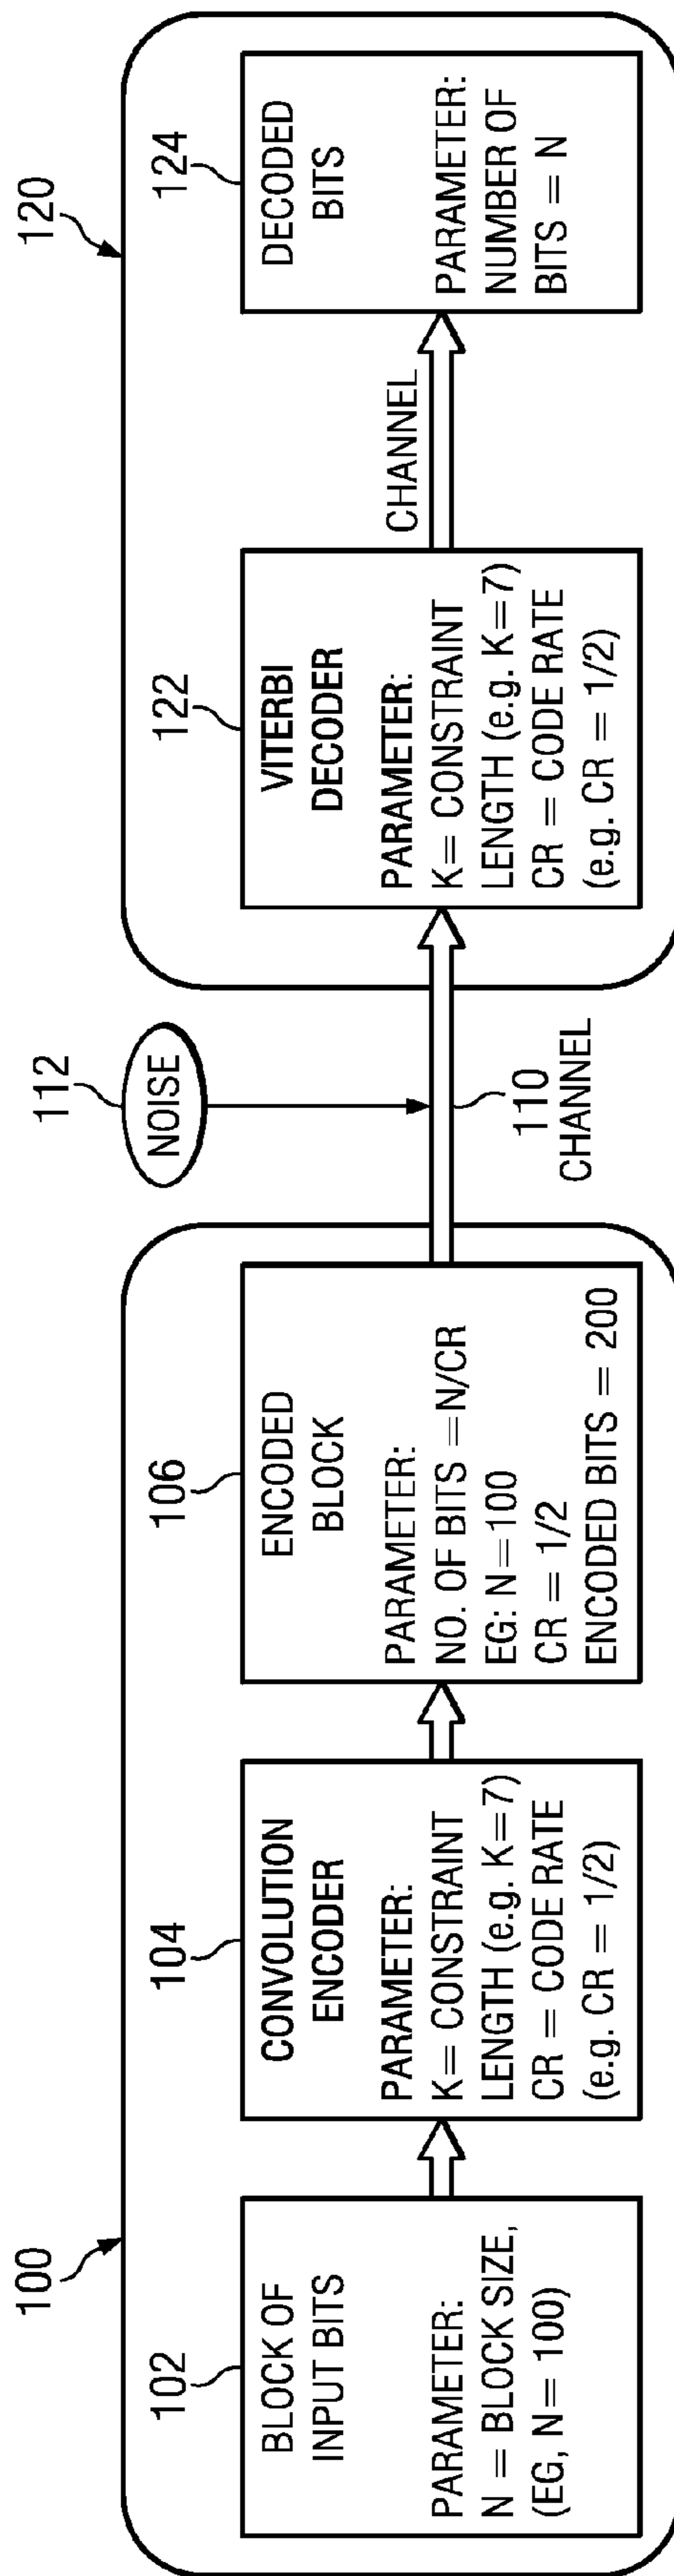 100
102
BLOCK OF
INPUT BITS
PARAMETER:
N = BLOCK SIZE,
(EG, N= 100)
104
CONVOLUTION
ENCODER
PARAMETER:
K= CONSTRAINT
LENGTH (e.g. K=7)
CR = CODE RATE
(e.g. CR = 1/2)
106
ENCODED
BLOCK
PARAMETER:
NO. OF BITS =N/CR
EG: N=100
CR = 1/2
ENCODED BITS = 200
112
NOISE
110
CHANNEL
120
122
VITERBI
DECODER
PARAMETER:
K= CONSTRAINT
LENGTH (e.g. K=7)
CR = CODE RATE
(e.g. CR = 1/2)
CHANNEL
124
DECODED
BITS
PARAMETER:
NUMBER OF
BITS = N